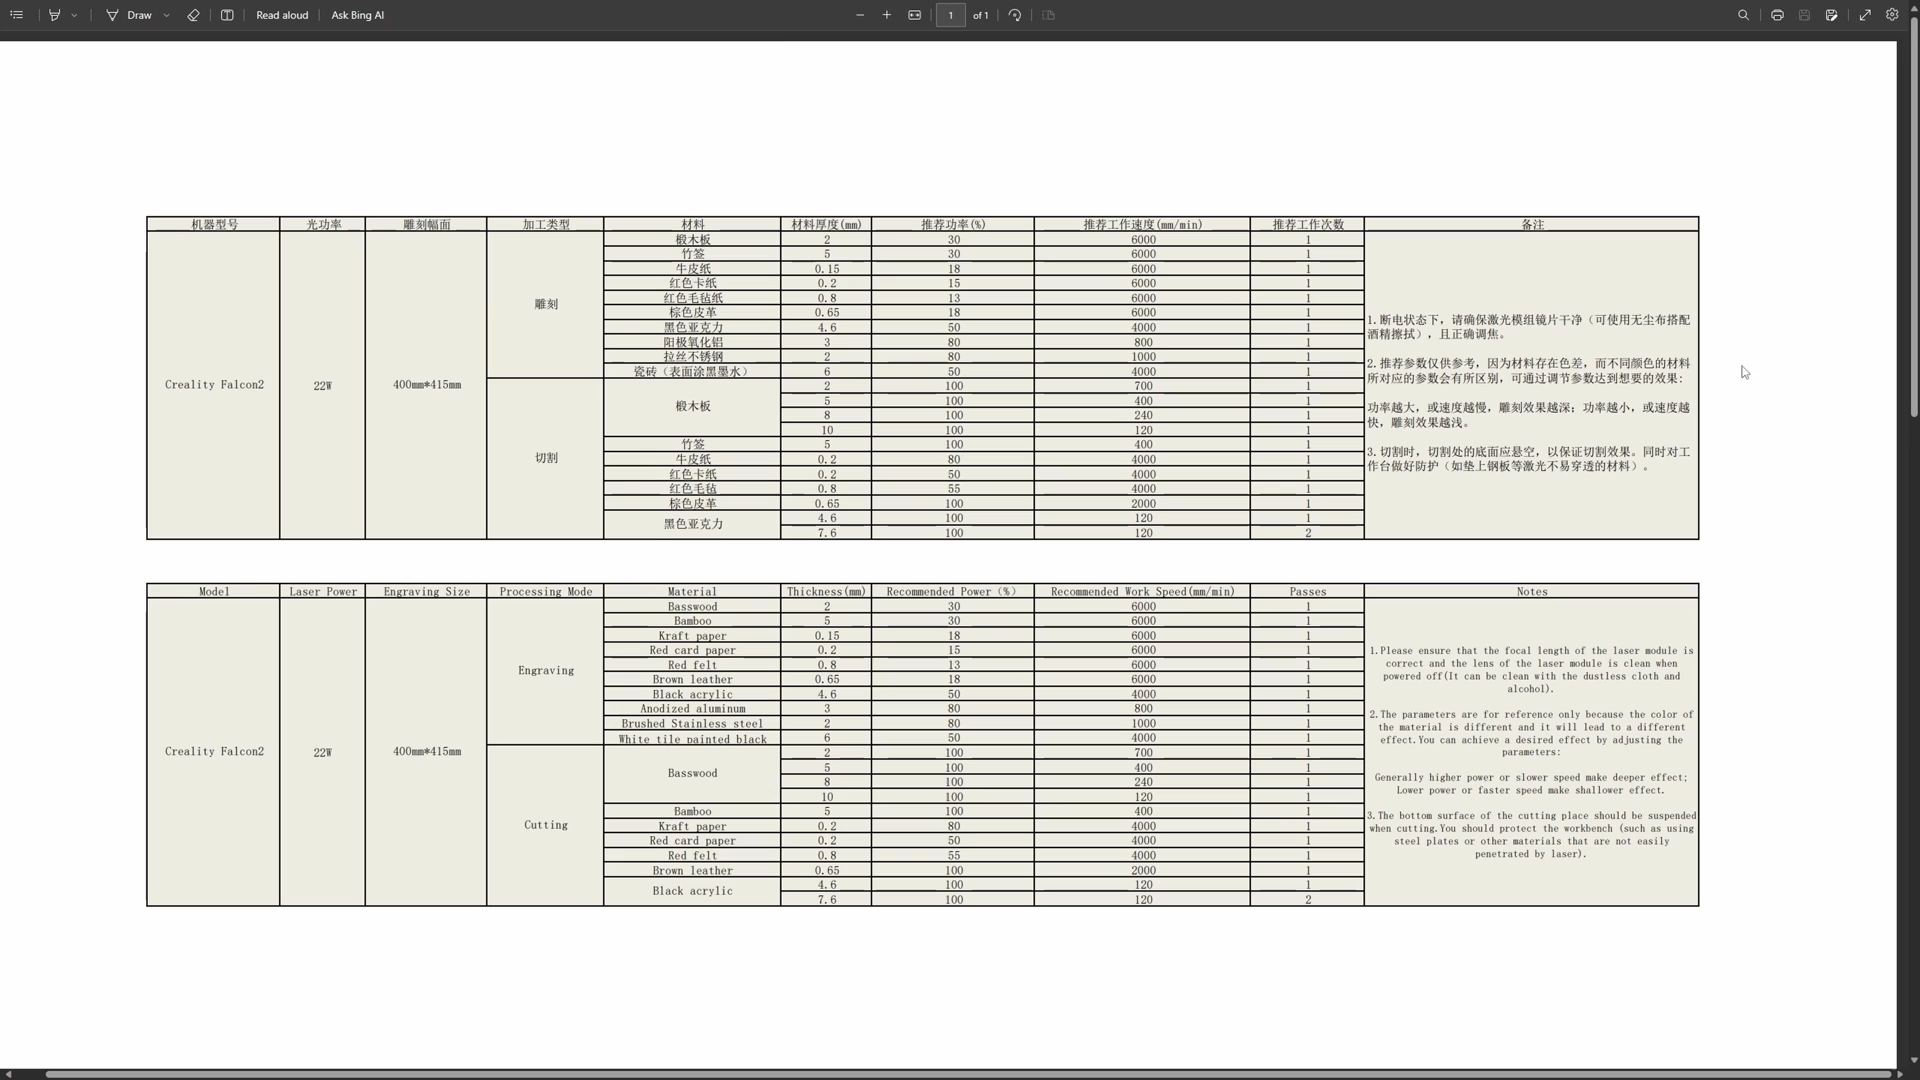 Draw
Read aloud
Ask Bing AI
1 of 1
机器型号 光功率 雕刻幅面 加工类型 材料 材料厚度(mm) 推荐功率(%) 推荐工作速度(mm/min) 推荐工作次数 备注
Creality Falcon2 22W 400mm*415mm
雕刻
椴木板 2 30 6000 1
竹签 5 30 6000 1
牛皮纸 0.15 18 6000 1
红色卡纸 0.2 15 6000 1
红色毛毡纸 0.8 13 6000 1
棕色皮革 0.65 18 6000 1
黑色亚克力 4.6 50 4000 1
阳极氧化铝 3 80 800 1
拉丝不锈钢 2 80 1000 1
瓷砖（表面涂黑墨水） 6 50 4000 1
切割
椴木板 2 100 700 1
5 100 400 1
8 100 240 1
10 100 120 1
竹签 5 100 400 1
牛皮纸 0.2 80 4000 1
红色卡纸 0.2 50 4000 1
红色毛毡 0.8 55 4000 1
棕色皮革 0.65 100 2000 1
黑色亚克力 4.6 100 120 1
7.6 100 120 2
1.断电状态下，请确保激光模组镜片干净（可使用无尘布搭配
酒精擦拭），且正确调焦。
2.推荐参数仅供参考，因为材料存在色差，而不同颜色的材料
所对应的参数会有所区别，可通过调节参数达到想要的效果：
功率越大，或速度越慢，雕刻效果越深；功率越小，或速度越
快，雕刻效果越浅。
3.切割时，切割处的底面应悬空，以保证切割效果。同时对工
作台做好防护（如垫上钢板等激光不易穿透的材料）。
Model Laser Power Engraving Size Processing Mode Material Thickness(mm) Recommended Power（%） Recommended Work Speed(mm/min) Passes Notes
Creality Falcon2 22W 400mm*415mm
Engraving
Basswood 2 30 6000 1
Bamboo 5 30 6000 1
Kraft paper 0.15 18 6000 1
Red card paper 0.2 15 6000 1
Red felt 0.8 13 6000 1
Brown leather 0.65 18 6000 1
Black acrylic 4.6 50 4000 1
Anodized aluminum 3 80 800 1
Brushed Stainless steel 2 80 1000 1
White tile painted black 6 50 4000 1
Cutting
Basswood 2 100 700 1
5 100 400 1
8 100 240 1
10 100 120 1
Bamboo 5 100 400 1
Kraft paper 0.2 80 4000 1
Red card paper 0.2 50 4000 1
Red felt 0.8 55 4000 1
Brown leather 0.65 100 2000 1
Black acrylic 4.6 100 120 1
7.6 100 120 2
1.Please ensure that the focal length of the laser module is
correct and the lens of the laser module is clean when
powered off(It can be clean with the dustless cloth and
alcohol).
2.The parameters are for reference only because the color of
the material is different and it will lead to a different
effect.You can achieve a desired effect by adjusting the
parameters:
Generally higher power or slower speed make deeper effect;
Lower power or faster speed make shallower effect.
3.The bottom surface of the cutting place should be suspended
when cutting.You should protect the workbench (such as using
steel plates or other materials that are not easily
penetrated by laser).